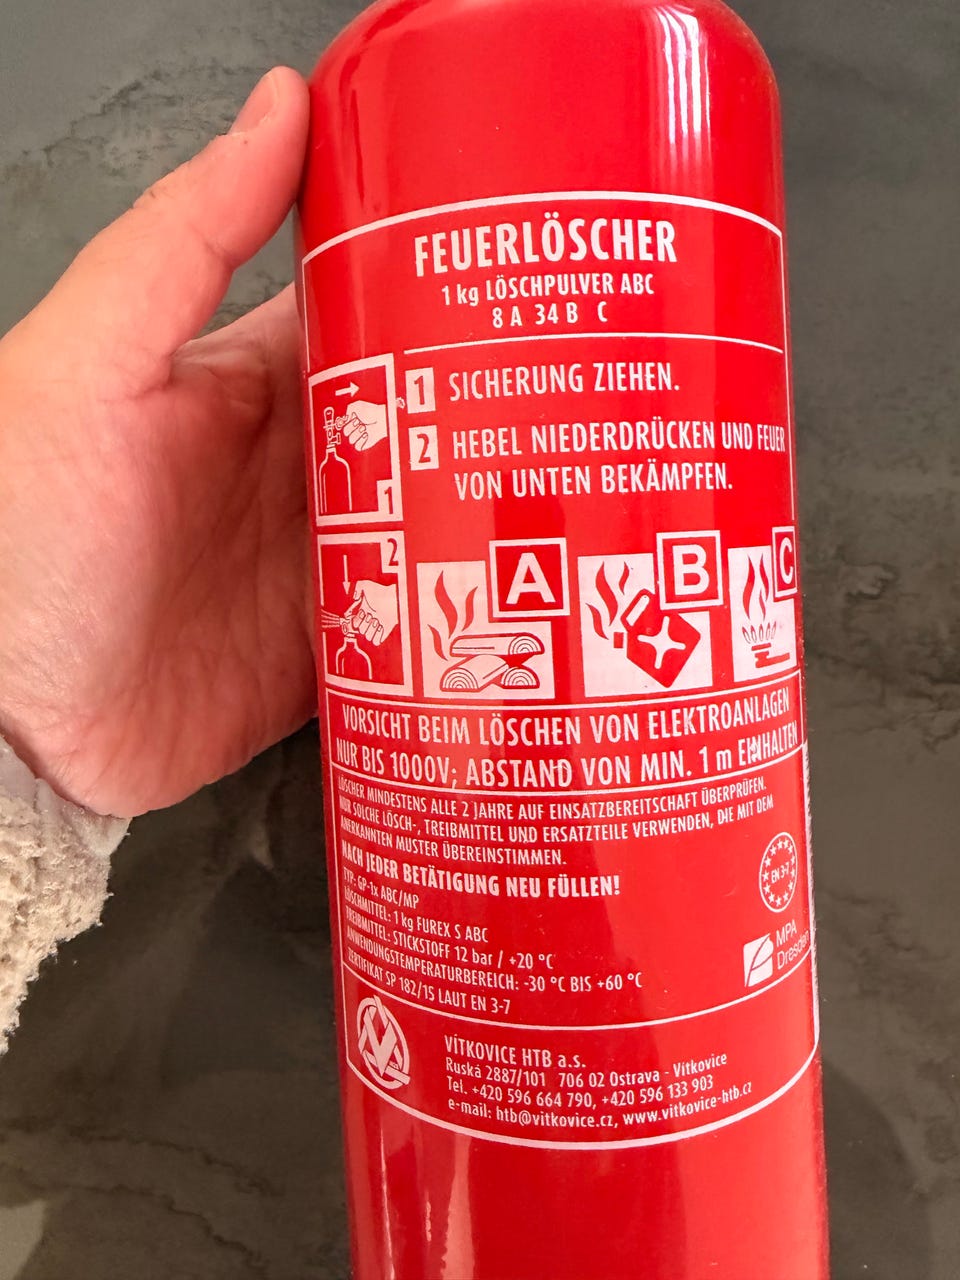 FEUERLÖSCHER
1 kg LÖSCHPULVER ABC
8 A 34 B C
1 SICHERUNG ZIEHEN.
2 HEBEL NIEDERDRÜCKEN UND FEUER
VON UNTEN BEKÄMPFEN.
1
2
A B C
VORSICHT BEIM LÖSCHEN VON ELEKTROANLAGEN
NUR BIS 1000V; ABSTAND VON MIN. 1 m EINHALTEN
LÖSCHER MINDESTENS ALLE 2 JAHRE AUF EINSATZBEREITSCHAFT ÜBERPRÜFEN.
NUR SOLCHE LÖSCH-, TREIBMITTEL UND ERSATZTEILE VERWENDEN, DIE MIT DEM
ANERKANNTEN MUSTER ÜBEREINSTIMMEN.
NACH JEDER BETÄTIGUNG NEU FÜLLEN!
TYP: GP-1x ABC/MP
LÖSCHMITTEL: 1 kg FUREX S ABC
TREIBMITTEL: STICKSTOFF 12 bar / +20 °C
ANWENDUNGSTEMPERATURBEREICH: -30 °C BIS +60 °C
ZERTIFIKAT SP 182/15 LAUT EN 3-7
EN 3-7
MPA
Dresden
VÍTKOVICE HTB a.s.
Ruská 2887/101 706 02 Ostrava - Vítkovice
Tel. +420 596 664 790, +420 596 133 903
e-mail: htb@vitkovice.cz, www.vitkovice-htb.cz